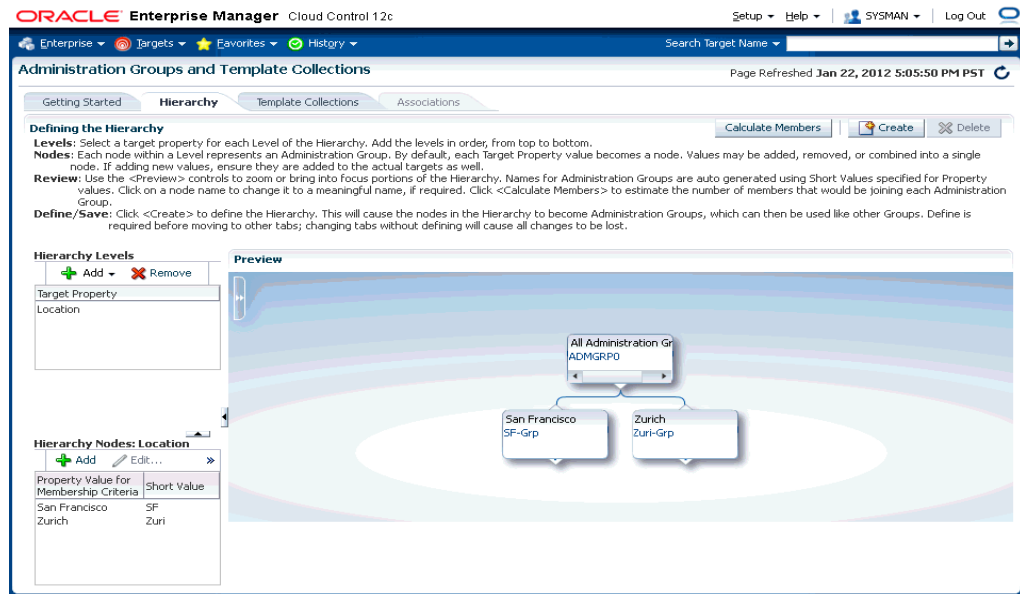 ORACLE Enterprise Manager Cloud Control 12c
Setup Help SYSMAN Log Out
Enterprise Targets Favorites History Search Target Name
Administration Groups and Template Collections
Page Refreshed Jan 22, 2012 5:05:50 PM PST
Getting Started Hierarchy Template Collections Associations
Defining the Hierarchy
Calculate Members Create Delete
Levels: Select a target property for each Level of the Hierarchy. Add the levels in order, from top to bottom.
Nodes: Each node within a Level represents an Administration Group. By default, each Target Property value becomes a node. Values may be added, removed, or combined into a single
node. If adding new values, ensure they are added to the actual targets as well.
Review: Use the <Preview> controls to zoom or bring into focus portions of the Hierarchy. Names for Administration Groups are auto generated using Short Values specified for Property
values. Click on a node name to change it to a meaningful name, if required. Click <Calculate Members> to estimate the number of members that would be joining each Administration
Group.
Define/Save: Click <Create> to define the Hierarchy. This will cause the nodes in the Hierarchy to become Administration Groups, which can then be used like other Groups. Define is
required before moving to other tabs; changing tabs without defining will cause all changes to be lost.
Hierarchy Levels
Add Remove
Target Property
Location
Preview
All Administration Gr
ADMGRP0
San Francisco
SF-Grp
Zurich
Zuri-Grp
Hierarchy Nodes: Location
Add Edit... »
Property Value for
Membership Criteria Short Value
San Francisco SF
Zurich Zuri